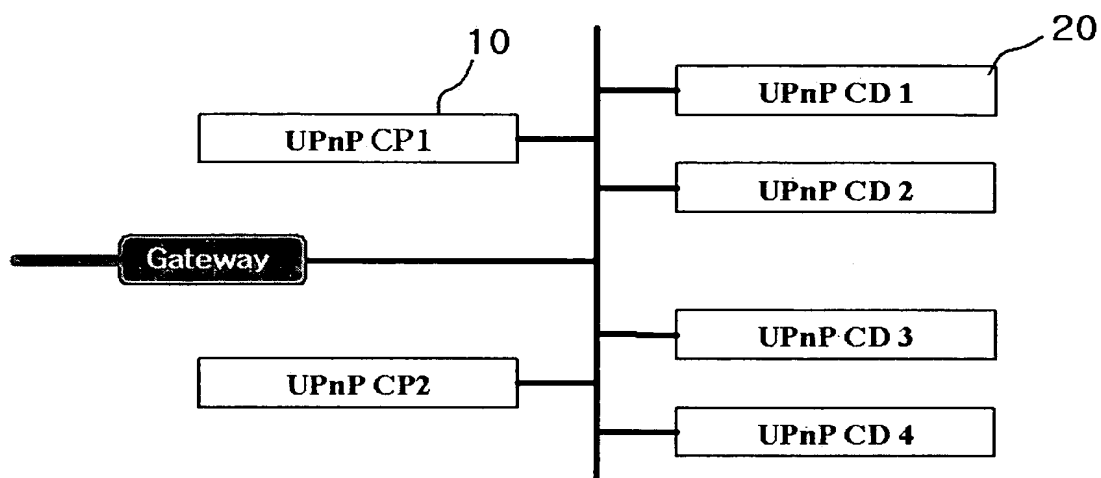 10
20
UPnP CD 1
UPnP CP1
UPnP CD 2
Gateway
UPnP CD 3
UPnP CP2
UPnP CD 4